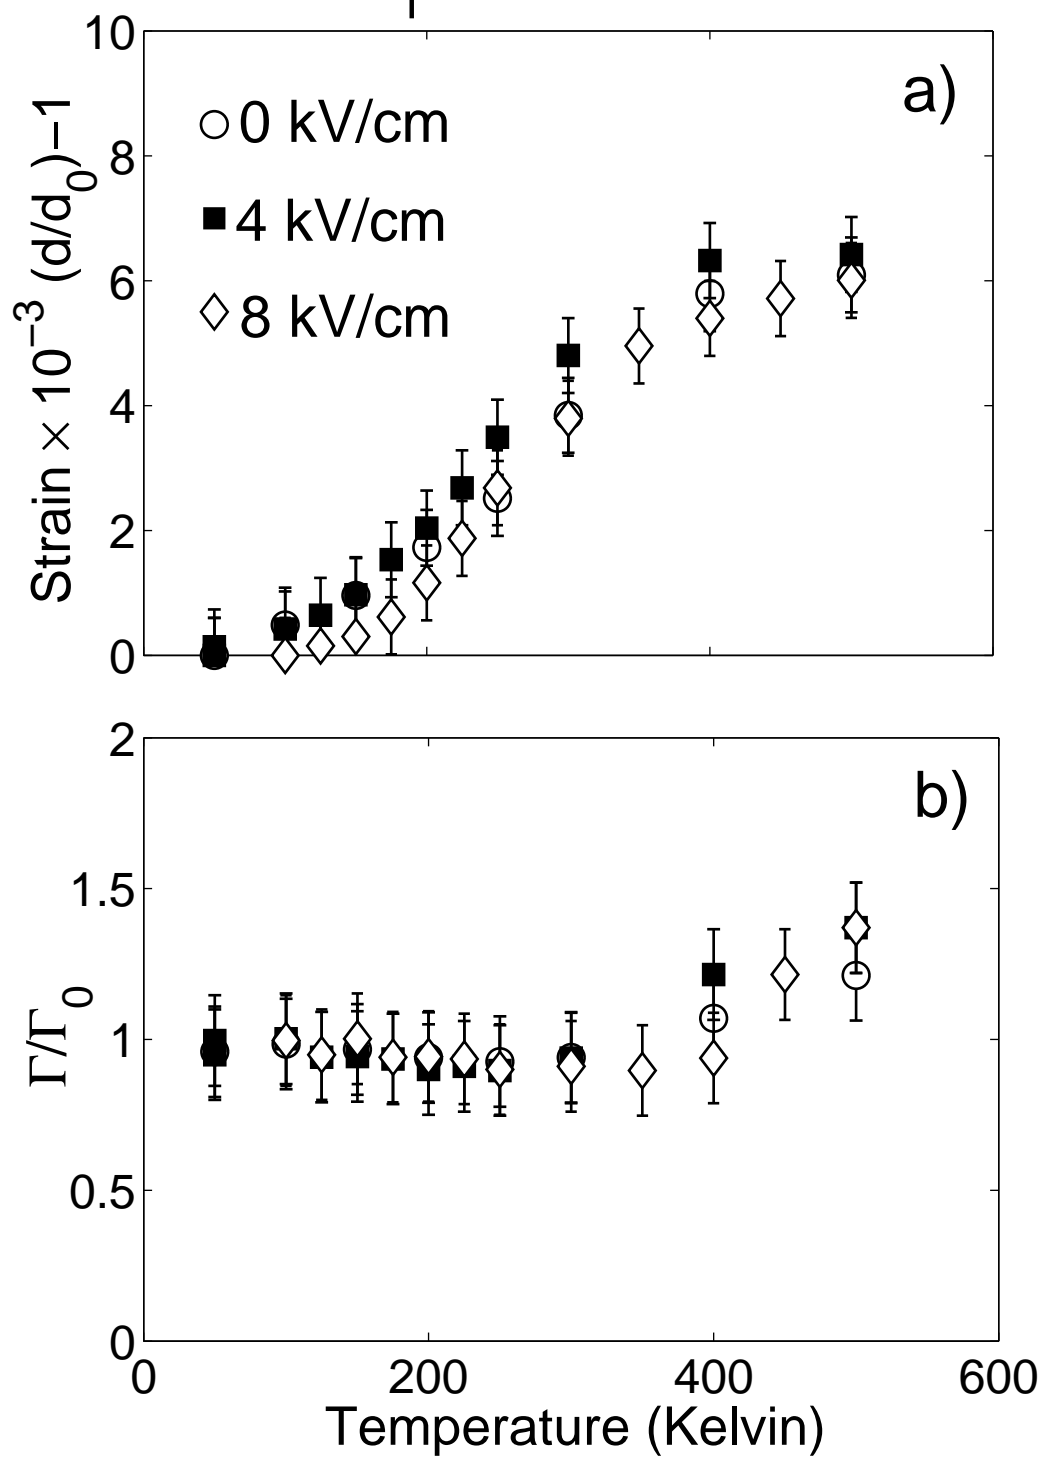 10
a)
0 kV/cm
8
4 kV/cm
6
8 kV/cm
4
2
0
Strain × 10⁻³ (d/d₀)−1
2
b)
1.5
1
0.5
0
Γ/Γ₀
0 200 400 600
Temperature (Kelvin)